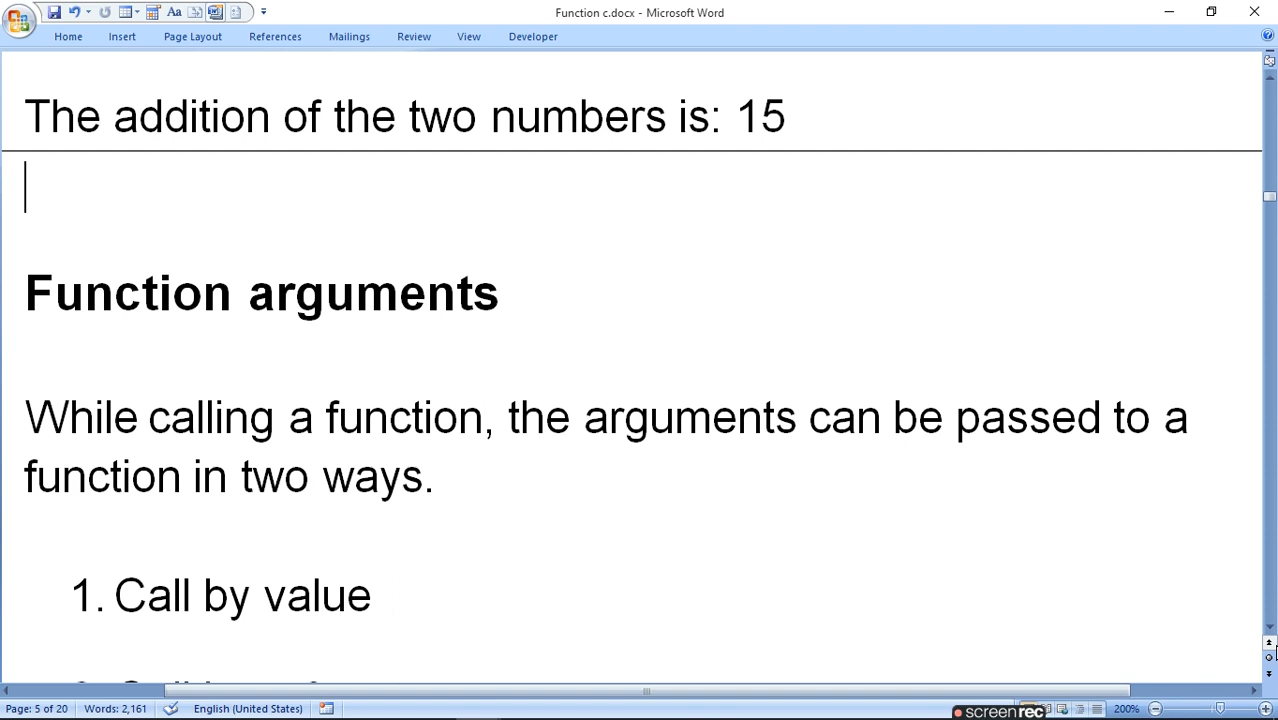 Function c.docx - Microsoft Word
Home Insert Page Layout References Mailings Review View Developer
The addition of the two numbers is: 15
Function arguments
While calling a function, the arguments can be passed to a
function in two ways.
1. Call by value
Page: 5 of 20 Words: 2,161 English (United States) 200%
screenrec